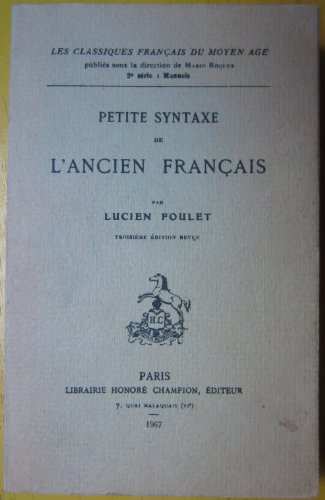 LES CLASSIQUES FRANÇAIS DU MOYEN AGE
publiés sous la direction de MARIO ROQUES
2e série : MANUELS
PETITE SYNTAXE
DE
L'ANCIEN FRANÇAIS
PAR
LUCIEN FOULET
TROISIÈME ÉDITION REVUE
H.C
PARIS
LIBRAIRIE HONORÉ CHAMPION, ÉDITEUR
7, QUAI MALAQUAIS (VIe)
1967